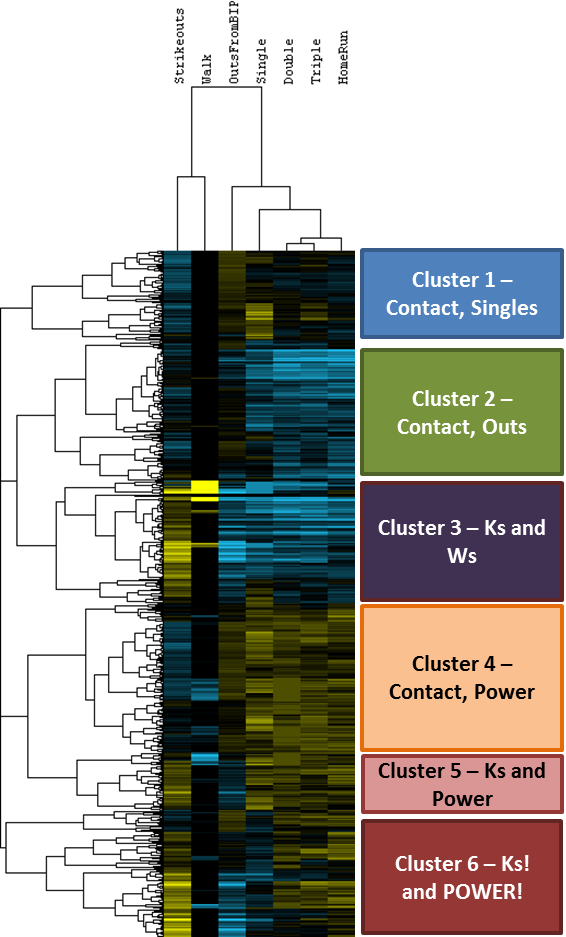 Strikeouts
Walk
OutsFromBIP
Single
Double
Triple
HomeRun
Cluster 1 –
Contact, Singles
Cluster 2 –
Contact, Outs
Cluster 3 – Ks and
Ws
Cluster 4 –
Contact, Power
Cluster 5 – Ks and
Power
Cluster 6 – Ks!
and POWER!